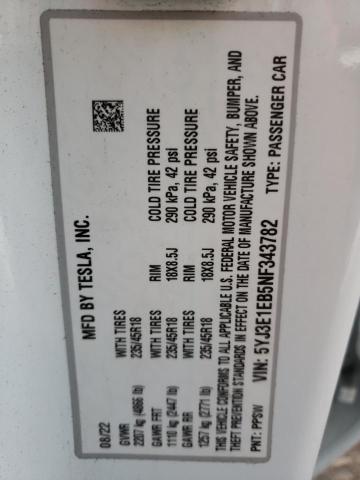 MFD BY TESLA, INC.
08/22
GVWR WITH TIRES RIM COLD TIRE PRESSURE
2207 kg (4866 lb) 235/45R18 18X8.5J 290 kPa, 42 psi
GAWR FRT WITH TIRES RIM COLD TIRE PRESSURE
1110 kg (2447 lb) 235/45R18 18X8.5J 290 kPa, 42 psi
GAWR RR
1257 kg (2771 lb)
THIS VEHICLE CONFORMS TO ALL APPLICABLE U.S. FEDERAL MOTOR VEHICLE SAFETY, BUMPER, AND
THEFT PREVENTION STANDARDS IN EFFECT ON THE DATE OF MANUFACTURE SHOWN ABOVE.
PNT: PPSW VIN: 5YJ3E1EB5NF343782 TYPE: PASSENGER CAR